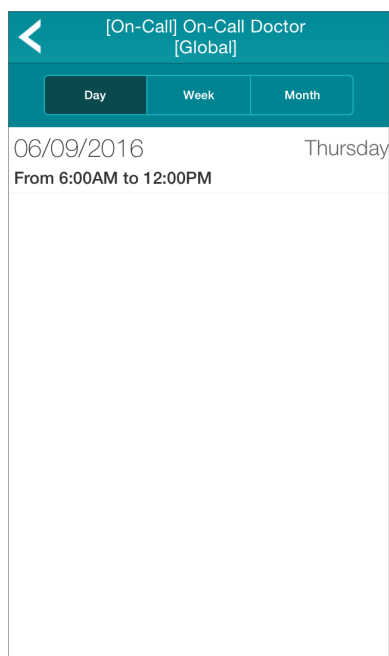 [On-Call] On-Call Doctor
[Global]
Day Week Month
06/09/2016 Thursday
From 6:00AM to 12:00PM